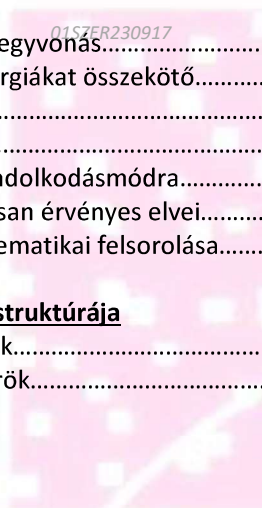 01SZER230917
egyvonás......................
rgiákat összekötő..........
....................................
....................................
ndolkodásmódra...........
san érvényes elvei.........
ematikai felsorolása......
struktúrája
k..................................
rök...............................